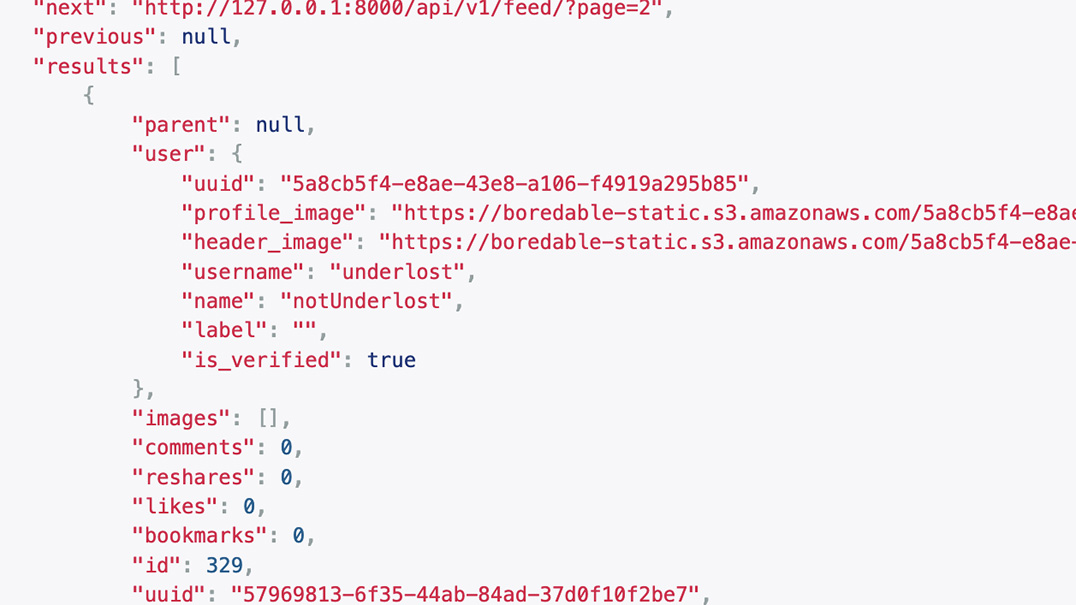 "next": "http://127.0.0.1:8000/api/v1/feed/?page=2",
"previous": null,
"results": [
{
"parent": null,
"user": {
"uuid": "5a8cb5f4-e8ae-43e8-a106-f4919a295b85",
"profile_image": "https://boredable-static.s3.amazonaws.com/5a8cb5f4-e8ae
"header_image": "https://boredable-static.s3.amazonaws.com/5a8cb5f4-e8ae-
"username": "underlost",
"name": "notUnderlost",
"label": "",
"is_verified": true
},
"images": [],
"comments": 0,
"reshares": 0,
"likes": 0,
"bookmarks": 0,
"id": 329,
"uuid": "57969813-6f35-44ab-84ad-37d0f10f2be7",